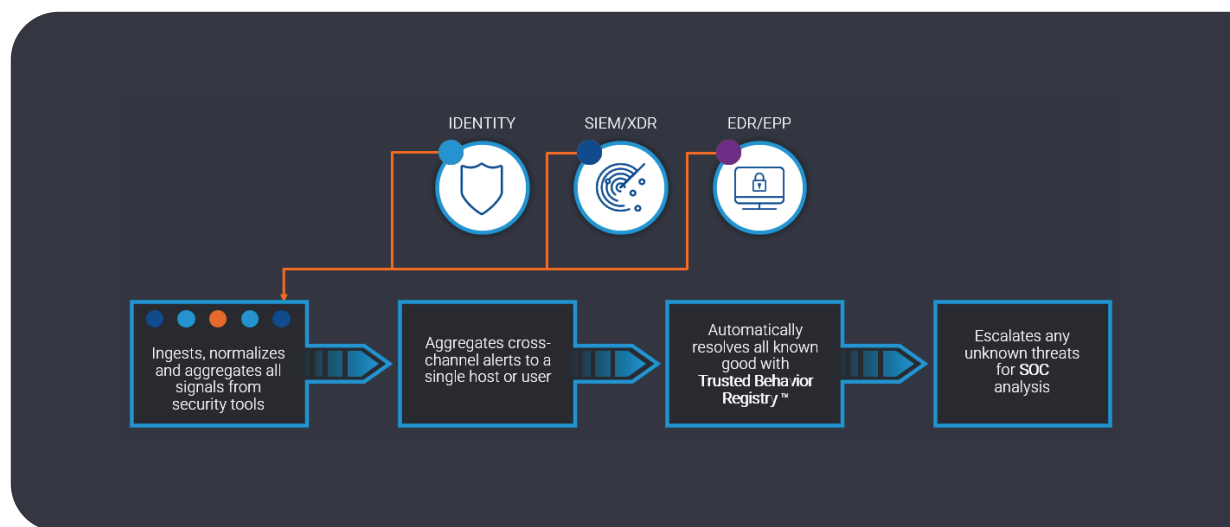 IDENTITY
SIEM/XDR
EDR/EPP
Ingests, normalizes
and aggregates all
signals from
security tools
Aggregates cross-
channel alerts to a
single host or user
Automatically
resolves all known
good with
Trusted Behavior
Registry™
Escalates any
unknown threats
for SOC
analysis